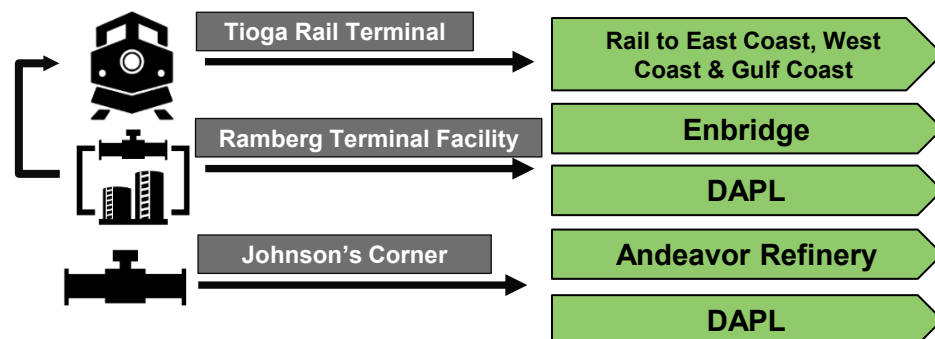 Tioga Rail Terminal
Rail to East Coast, West
Coast & Gulf Coast
Ramberg Terminal Facility
Enbridge
DAPL
Johnson's Corner
Andeavor Refinery
DAPL